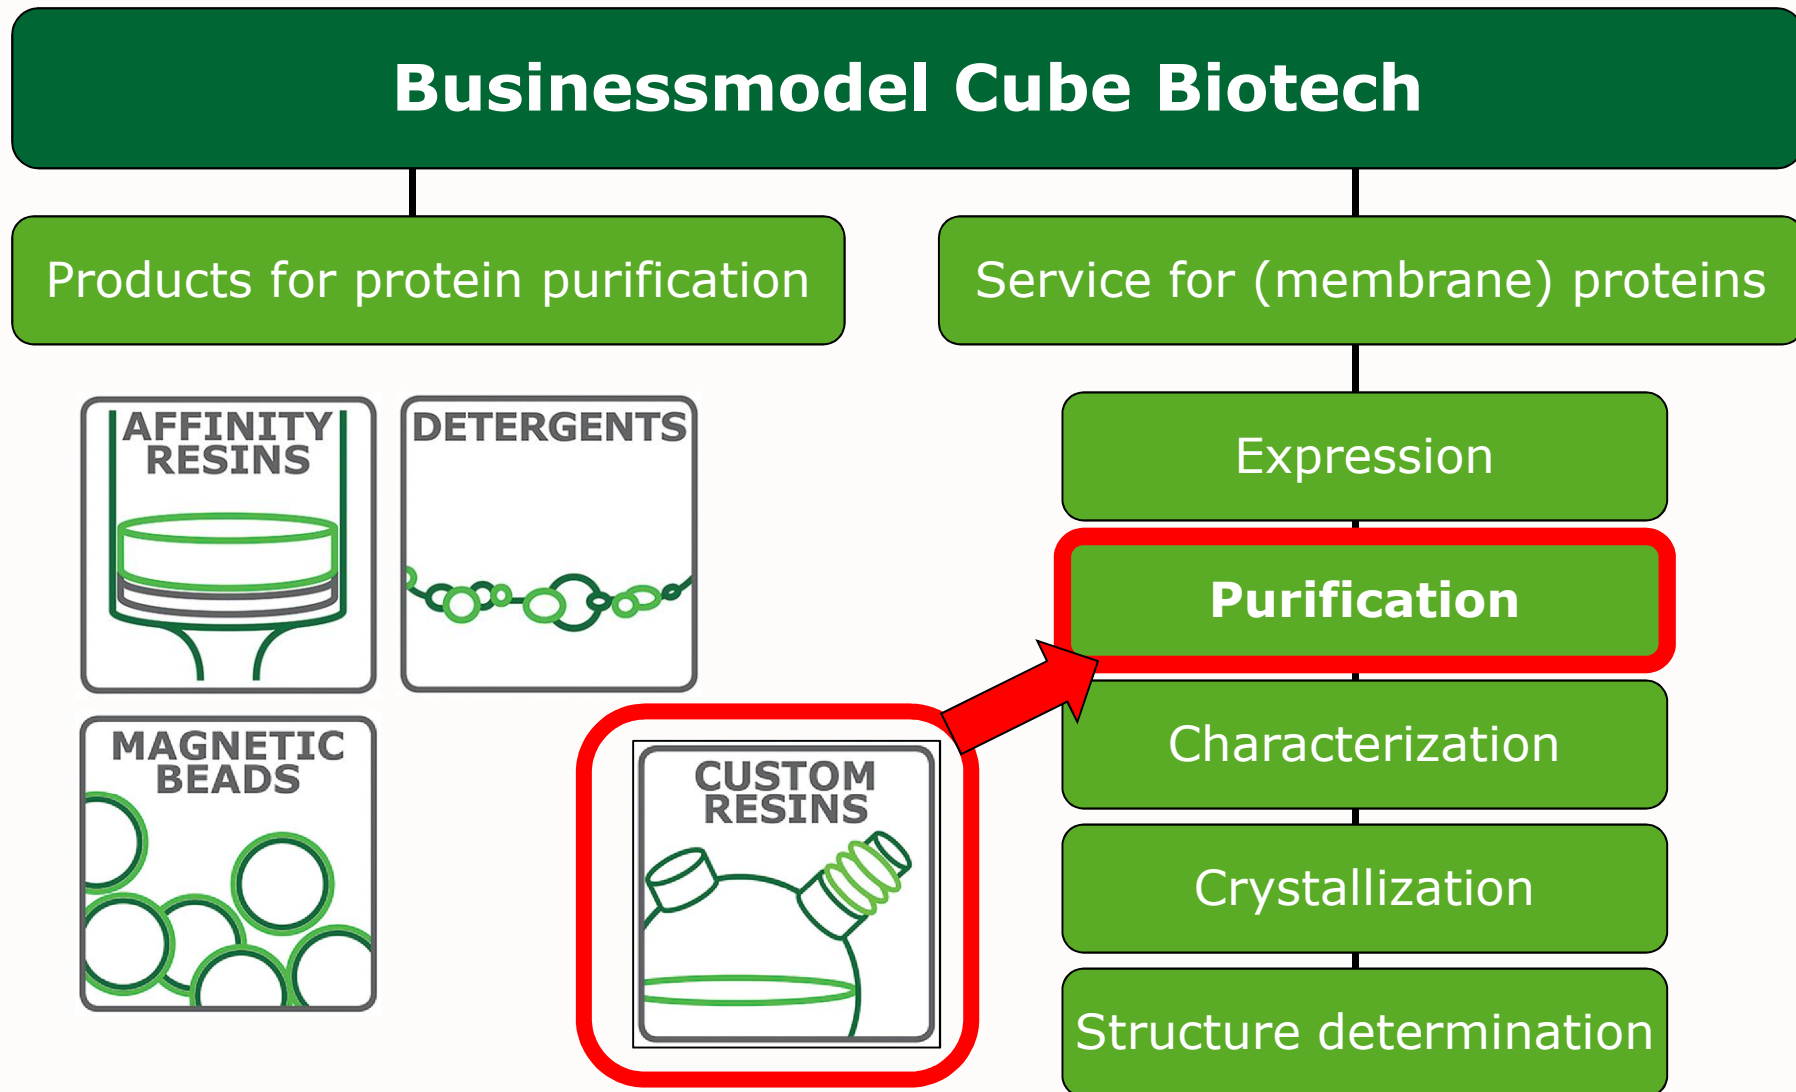 Businessmodel Cube Biotech
Products for protein purification
Service for (membrane) proteins
AFFINITY
RESINS
DETERGENTS
MAGNETIC
BEADS
CUSTOM
RESINS
Expression
Purification
Characterization
Crystallization
Structure determination